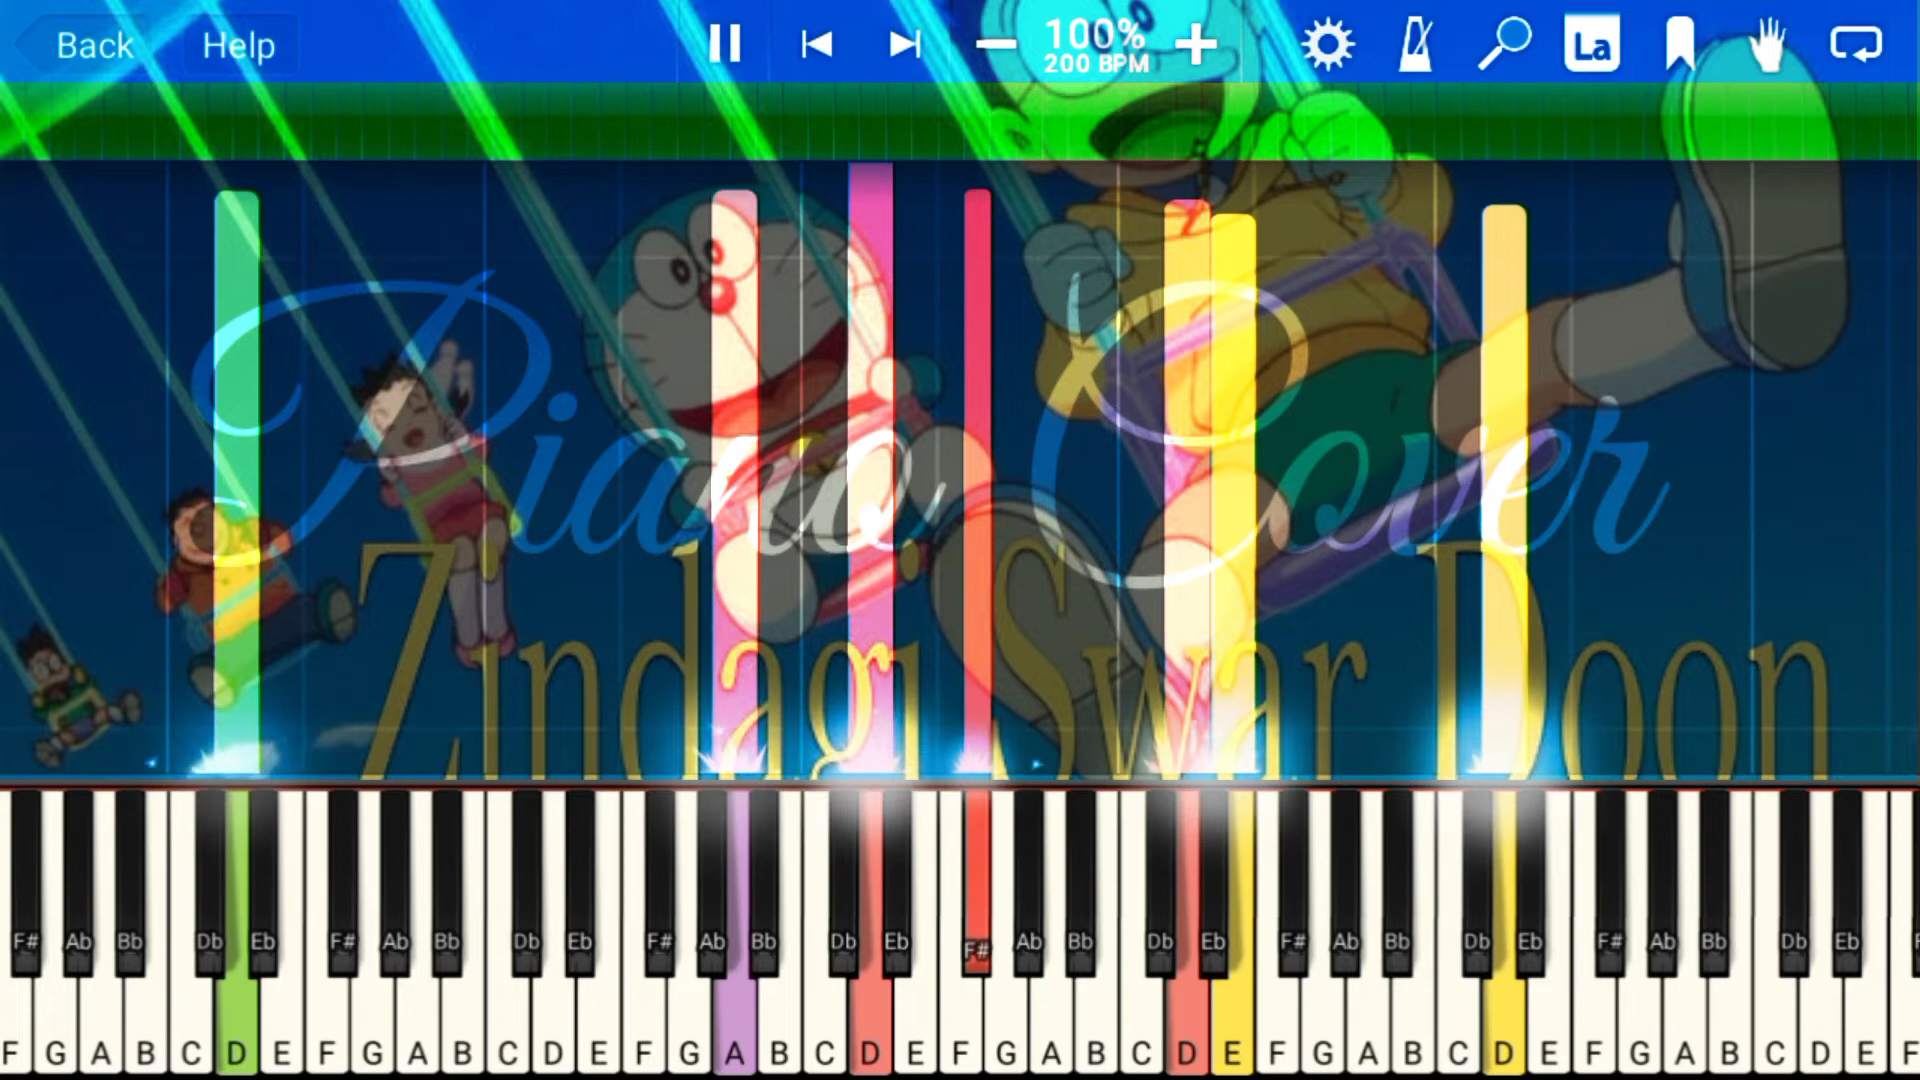 Back Help 100% La
200 BPM
Piano Cover
Zindagi Swar Doon
F# Ab Bb Db Eb F# Ab Bb Db Eb F# Ab Bb Db Eb F# Ab Bb Db Eb F# Ab Bb Db Eb F# Ab Bb Db Eb
F G A B C D E F G A B C D E F G A B C D E F G A B C D E F G A B C D E F G A B C D E F